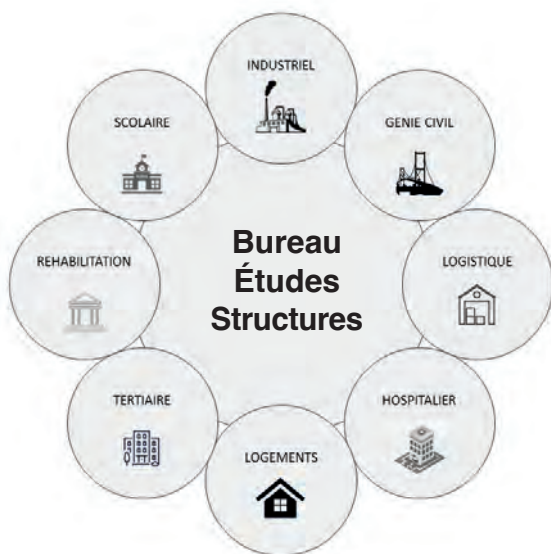 INDUSTRIEL
GENIE CIVIL
LOGISTIQUE
HOSPITALIER
LOGEMENTS
TERTIAIRE
REHABILITATION
SCOLAIRE
Bureau
Études
Structures